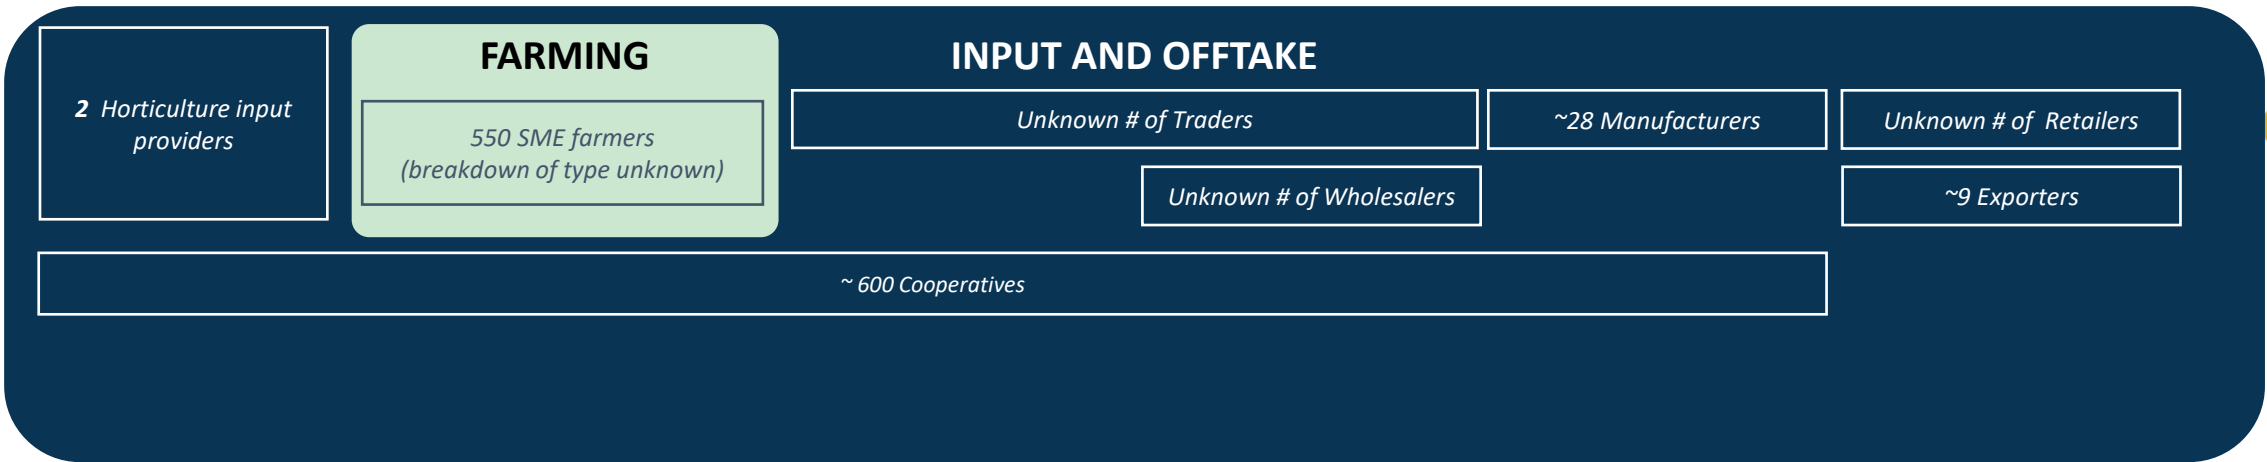 FARMING
INPUT AND OFFTAKE
2 Horticulture input
providers
550 SME farmers
(breakdown of type unknown)
Unknown # of Traders
~28 Manufacturers
Unknown # of Retailers
Unknown # of Wholesalers
~9 Exporters
~ 600 Cooperatives